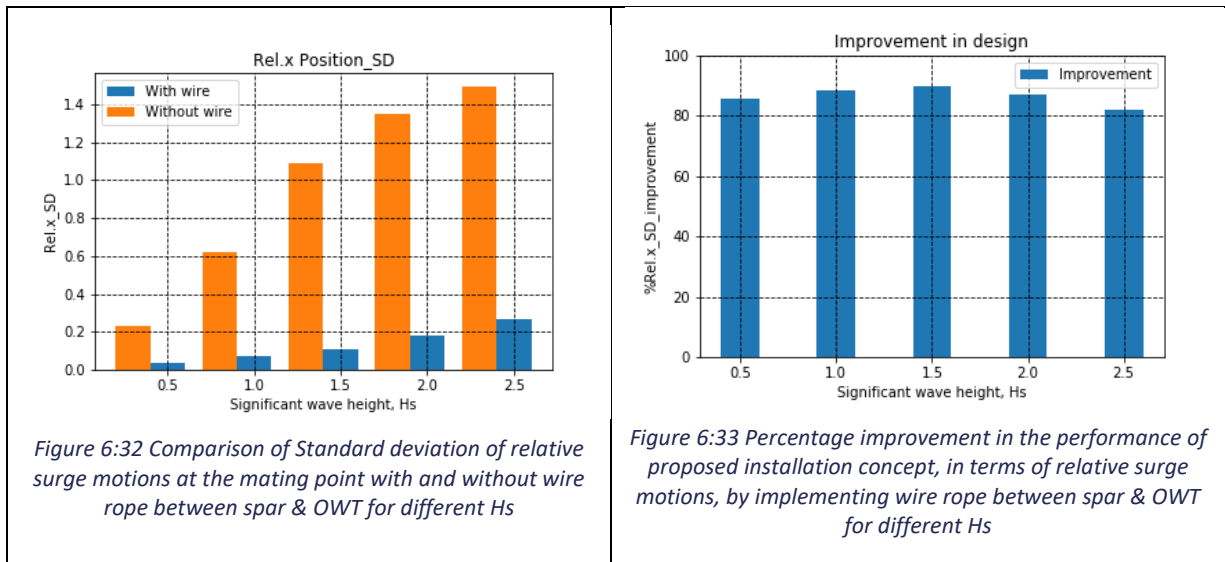 Rel.x Position_SD
With wire
Without wire
1.4
1.2
1.0
0.8
0.6
0.4
0.2
0.0
Rel.x_SD
0.5 1.0 1.5 2.0 2.5
Significant wave height, Hs
Figure 6:32 Comparison of Standard deviation of relative
surge motions at the mating point with and without wire
rope between spar & OWT for different Hs
Improvement in design
Improvement
100
80
60
40
20
0
%Rel.x_SD_improvement
0.5 1.0 1.5 2.0 2.5
Significant wave height, Hs
Figure 6:33 Percentage improvement in the performance of
proposed installation concept, in terms of relative surge
motions, by implementing wire rope between spar & OWT
for different Hs